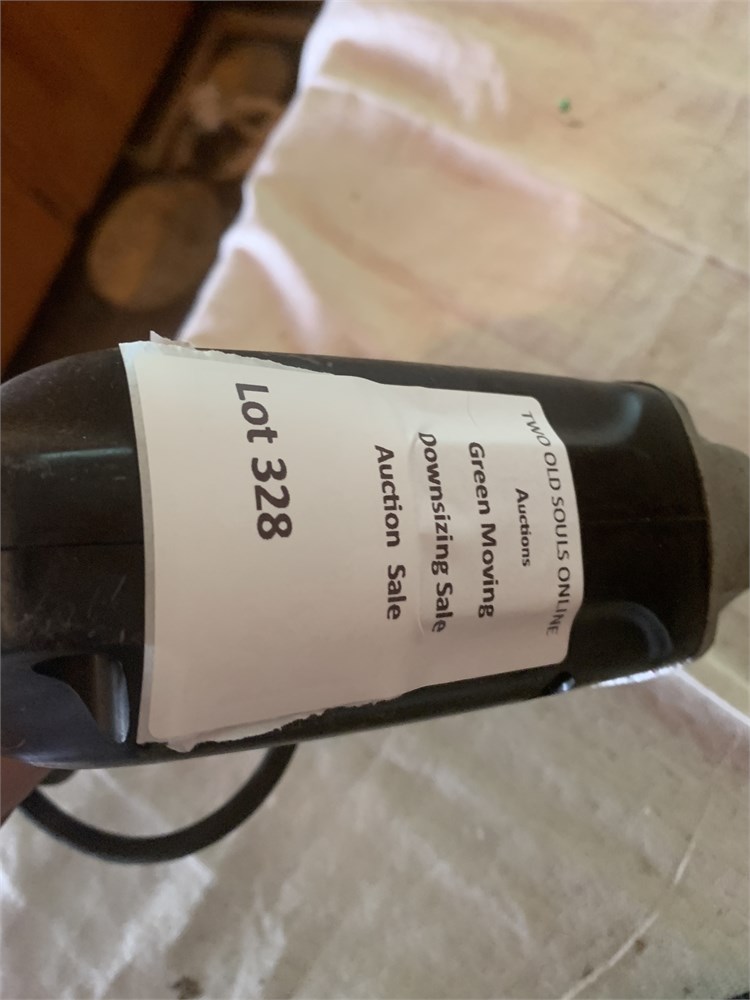 TWO OLD SOULS ONLINE
Auctions
Green Moving
Downsizing Sale
Auction Sale
Lot 328